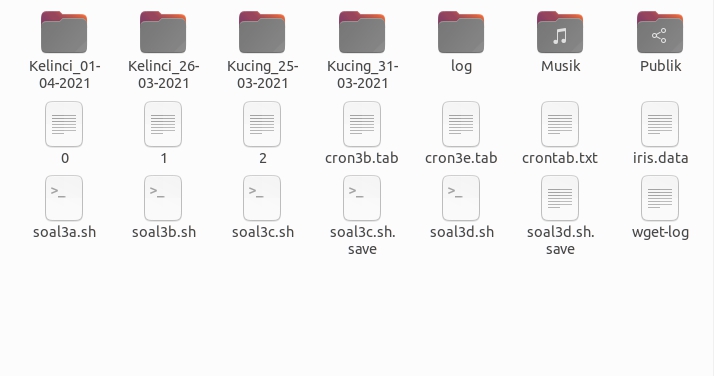 Kelinci_01-
04-2021
Kelinci_26-
03-2021
Kucing_25-
03-2021
Kucing_31-
03-2021
log
Musik
Publik
0
1
2
cron3b.tab
cron3e.tab
crontab.txt
iris.data
soal3a.sh
soal3b.sh
soal3c.sh
soal3c.sh.
save
soal3d.sh
soal3d.sh.
save
wget-log